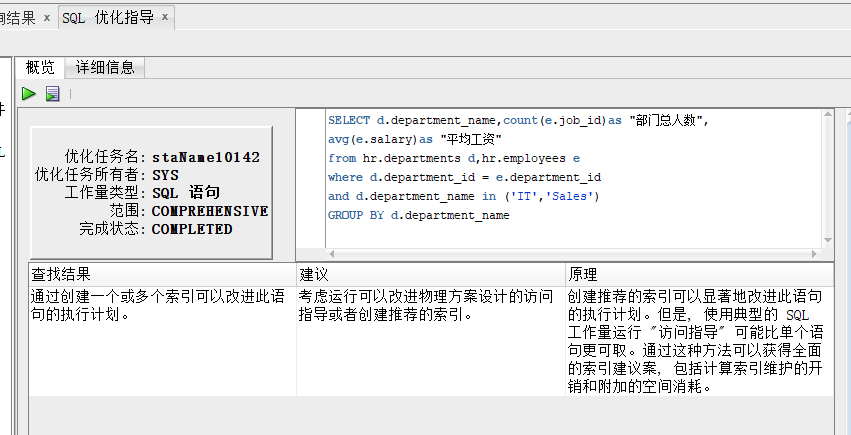 询结果 ×
SQL 优化指导 ×
概览 详细信息
件
优化任务名: staName10142
优化任务所有者: SYS
工作量类型: SQL 语句
范围: COMPREHENSIVE
完成状态: COMPLETED
SELECT d.department_name,count(e.job_id)as "部门总人数",
avg(e.salary)as "平均工资"
from hr.departments d,hr.employees e
where d.department_id = e.department_id
and d.department_name in ('IT','Sales')
GROUP BY d.department_name
查找结果 建议 原理
通过创建一个或多个索引可以改进此语
句的执行计划。
考虑运行可以改进物理方案设计的访问
指导或者创建推荐的索引。
创建推荐的索引可以显著地改进此语句
的执行计划。但是, 使用典型的 SQL
工作量运行 "访问指导" 可能比单个语
句更可取。通过这种方法可以获得全面
的索引建议案, 包括计算索引维护的开
销和附加的空间消耗。